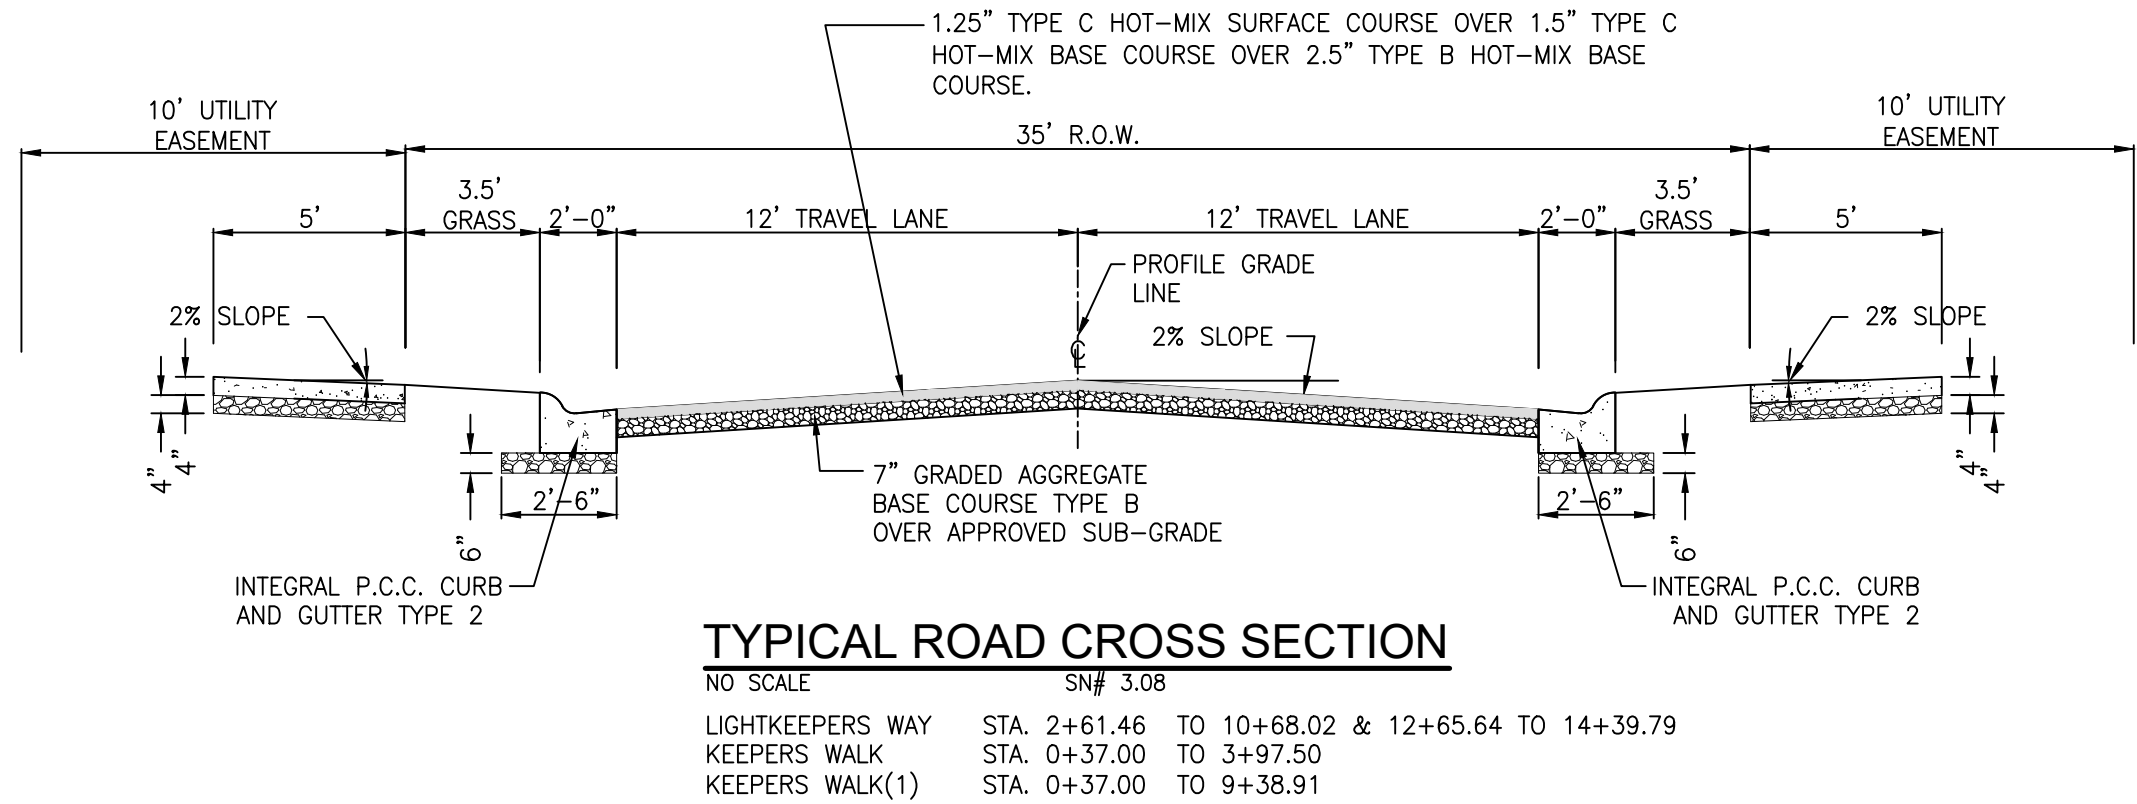 1.25” TYPE C HOT-MIX SURFACE COURSE OVER 1.5” TYPE C
HOT-MIX BASE COURSE OVER 2.5” TYPE B HOT-MIX BASE
COURSE.
10’ UTILITY
EASEMENT
35’ R.O.W.
10’ UTILITY
EASEMENT
5’
3.5’
GRASS
2’-0”
12’ TRAVEL LANE
12’ TRAVEL LANE
2’-0”
3.5’
GRASS
5’
PROFILE GRADE
LINE
℄
2% SLOPE
2% SLOPE
2% SLOPE
4”
4”
6”
2’-6”
7” GRADED AGGREGATE
BASE COURSE TYPE B
OVER APPROVED SUB-GRADE
2’-6”
6”
4”
4”
INTEGRAL P.C.C. CURB
AND GUTTER TYPE 2
INTEGRAL P.C.C. CURB
AND GUTTER TYPE 2
TYPICAL ROAD CROSS SECTION
NO SCALE SN# 3.08
LIGHTKEEPERS WAY STA. 2+61.46 TO 10+68.02 & 12+65.64 TO 14+39.79
KEEPERS WALK STA. 0+37.00 TO 3+97.50
KEEPERS WALK(1) STA. 0+37.00 TO 9+38.91